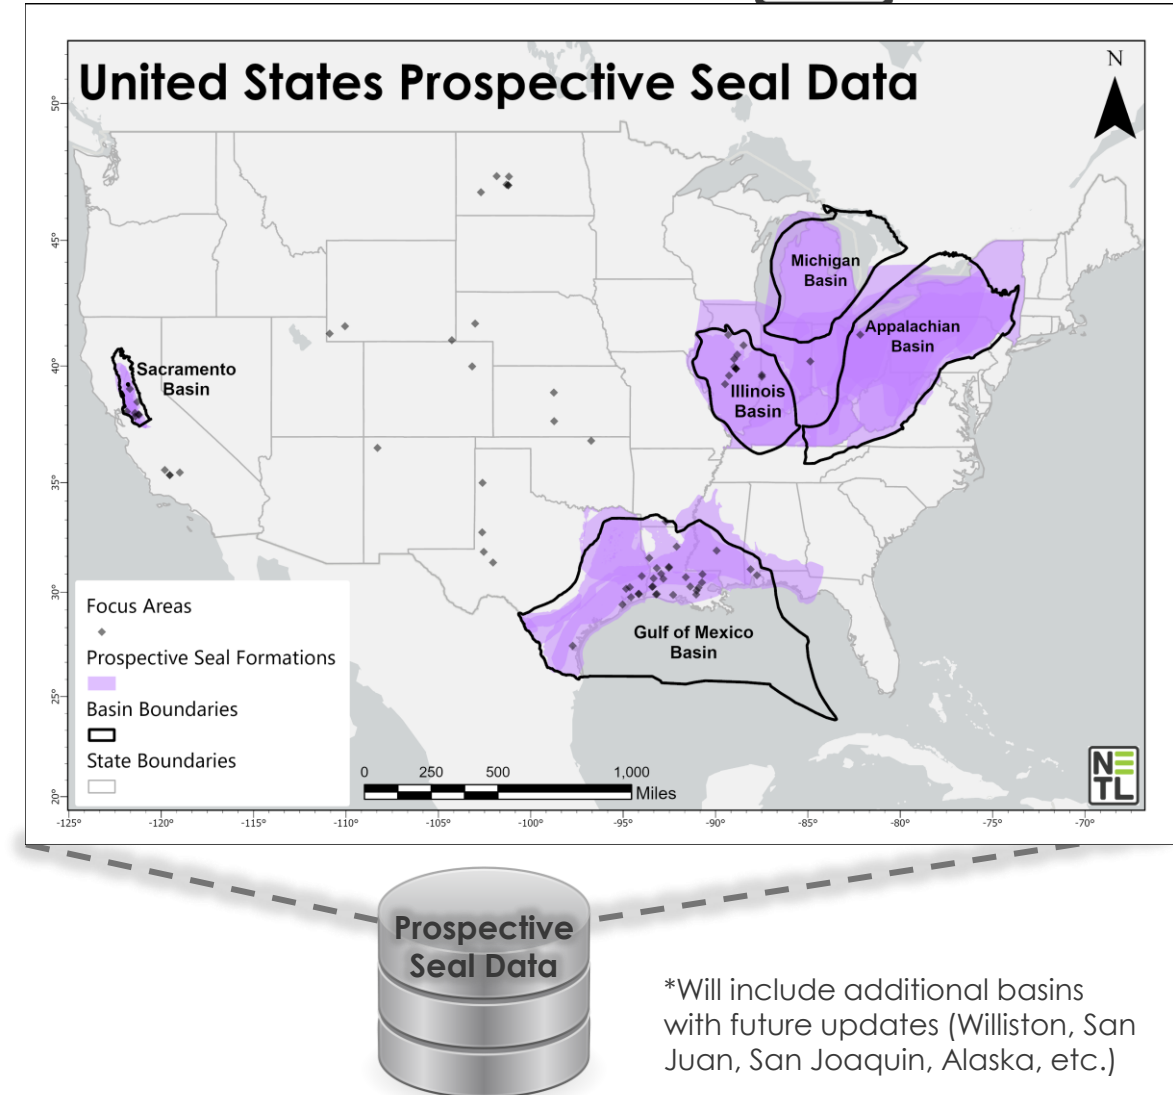 United States Prospective Seal Data
N
50°
45°
40°
35°
30°
25°
20°
Michigan
Basin
Appalachian
Basin
Sacramento
Basin
Illinois
Basin
Gulf of Mexico
Basin
Focus Areas
Prospective Seal Formations
Basin Boundaries
State Boundaries
0 250 500 1,000
Miles
NE
TL
-125° -120° -115° -110° -105° -100° -95° -90° -85° -80° -75° -70°
Prospective
Seal Data
*Will include additional basins
with future updates (Williston, San
Juan, San Joaquin, Alaska, etc.)